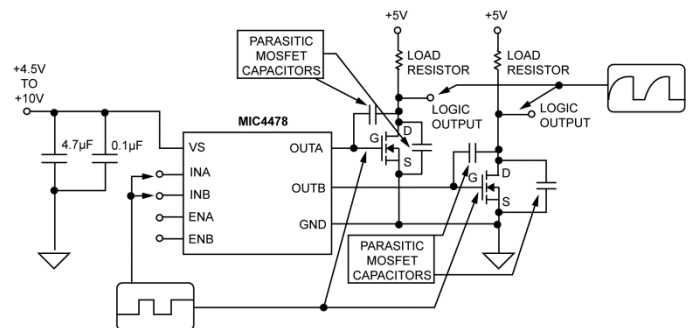 +5V
+5V
PARASITIC
MOSFET
CAPACITORS
LOAD
RESISTOR
LOAD
RESISTOR
+4.5V
TO
+10V
LOGIC
OUTPUT
LOGIC
OUTPUT
MIC4478
4.7µF
0.1µF
VS
OUTA
G
D
S
INA
INB
OUTB
G
D
S
ENA
ENB
GND
PARASITIC
MOSFET
CAPACITORS